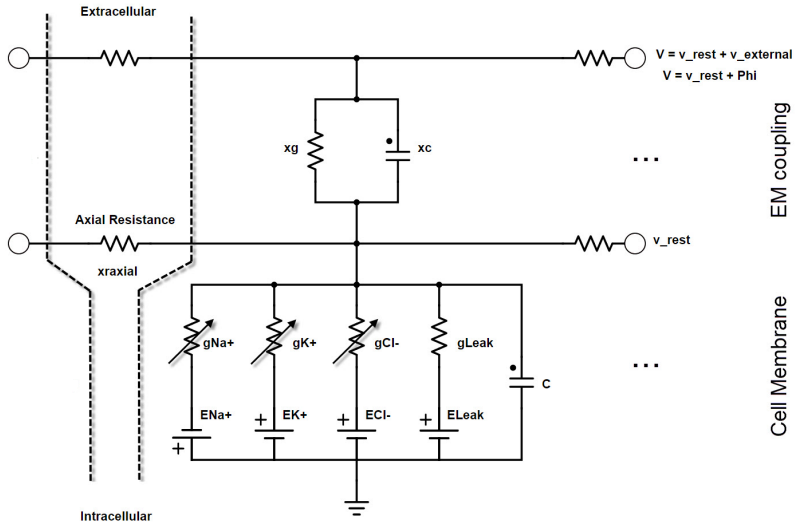 Extracellular
V = v_rest + v_external
V = v_rest + Phi
xg
xc
...
EM coupling
Axial Resistance
v_rest
xraxial
gNa+
gK+
gCl-
gLeak
...
C
Cell Membrane
ENa+
EK+
ECl-
ELeak
+
+
+
+
Intracellular